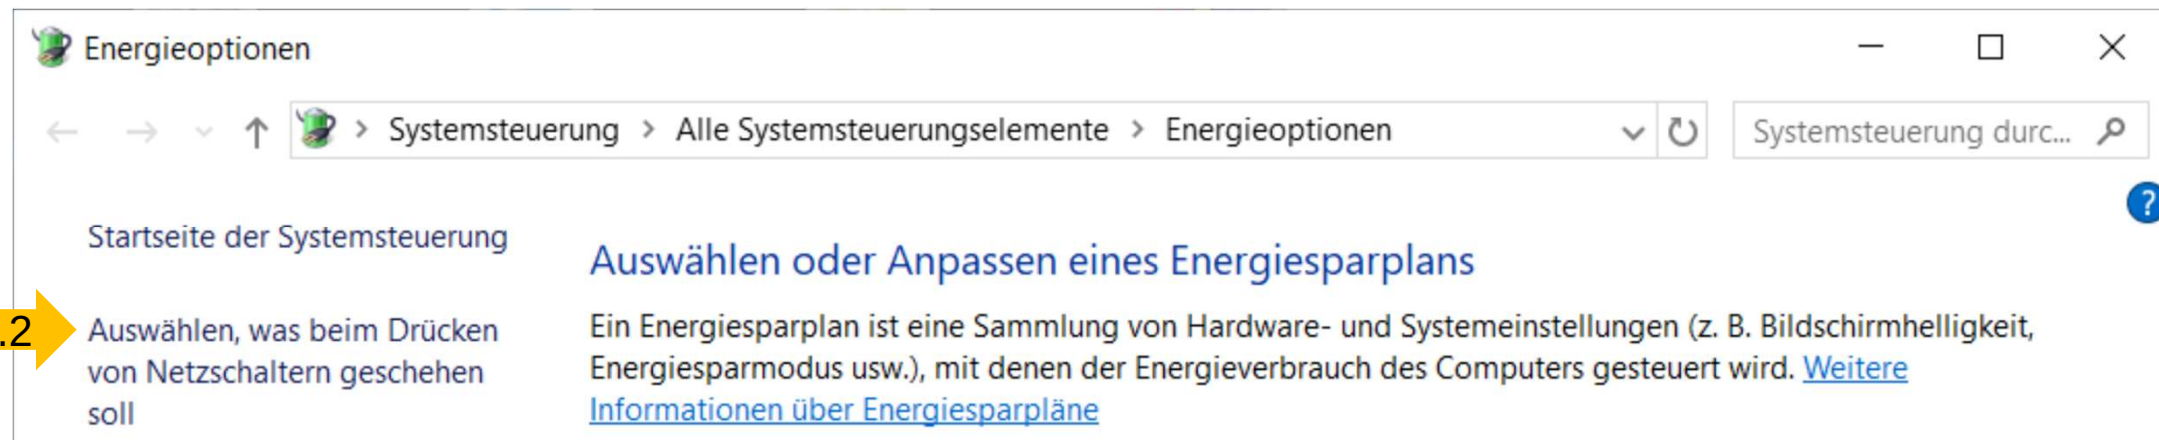 Energieoptionen
Systemsteuerung > Alle Systemsteuerungselemente > Energieoptionen
Systemsteuerung durc...
?
Startseite der Systemsteuerung
Auswählen oder Anpassen eines Energiesparplans
.2
Auswählen, was beim Drücken
von Netzschaltern geschehen
soll
Ein Energiesparplan ist eine Sammlung von Hardware- und Systemeinstellungen (z. B. Bildschirmhelligkeit,
Energiesparmodus usw.), mit denen der Energieverbrauch des Computers gesteuert wird. Weitere
Informationen über Energiesparpläne